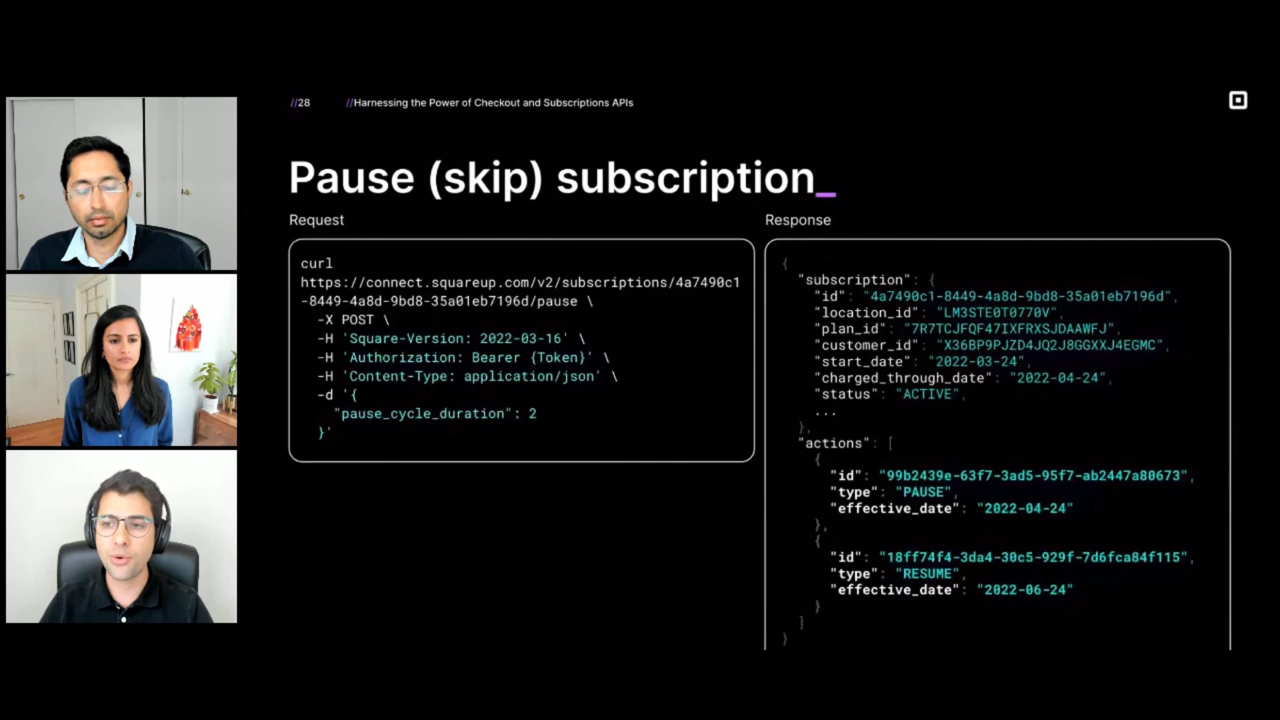 //28 //Harnessing the Power of Checkout and Subscriptions APIs
Pause (skip) subscription_
Request
curl
https://connect.squareup.com/v2/subscriptions/4a7490c1
-8449-4a8d-9bd8-35a01eb7196d/pause \
-X POST \
-H 'Square-Version: 2022-03-16' \
-H 'Authorization: Bearer {Token}' \
-H 'Content-Type: application/json' \
-d '{
"pause_cycle_duration": 2
}'
Response
{
"subscription": {
"id": "4a7490c1-8449-4a8d-9bd8-35a01eb7196d",
"location_id": "LM3STE0T0770V",
"plan_id": "7R7TCJFQF47IXFRXSJDAAWFJ",
"customer_id": "X36BP9PJZD4JQ2J8GGXXJ4EGMC",
"start_date": "2022-03-24",
"charged_through_date": "2022-04-24",
"status": "ACTIVE",
...
},
"actions": [
{
"id": "99b2439e-63f7-3ad5-95f7-ab2447a80673",
"type": "PAUSE",
"effective_date": "2022-04-24"
},
{
"id": "18ff74f4-3da4-30c5-929f-7d6fca84f115",
"type": "RESUME",
"effective_date": "2022-06-24"
}
]
}